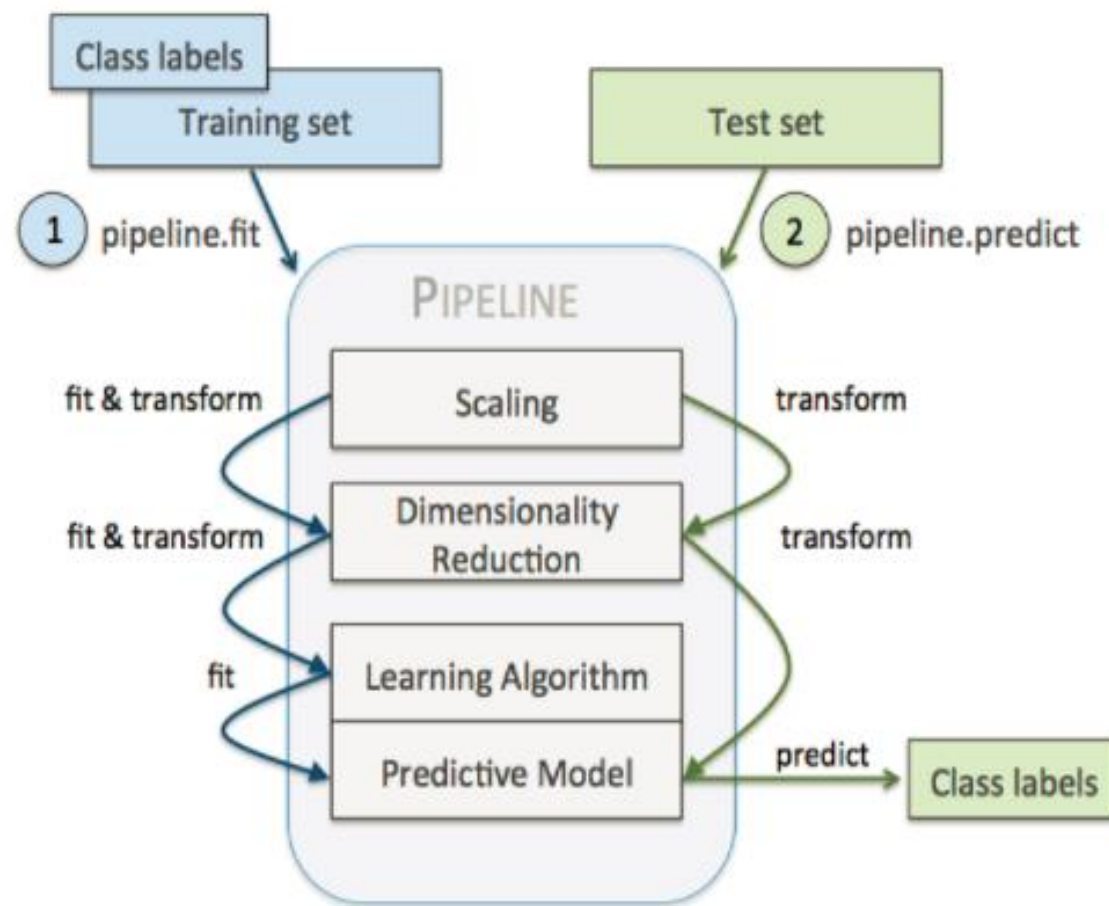 Class labels
Training set
Test set
1
pipeline.fit
2
pipeline.predict
PIPELINE
fit & transform
Scaling
transform
fit & transform
Dimensionality
Reduction
transform
fit
Learning Algorithm
Predictive Model
predict
Class labels